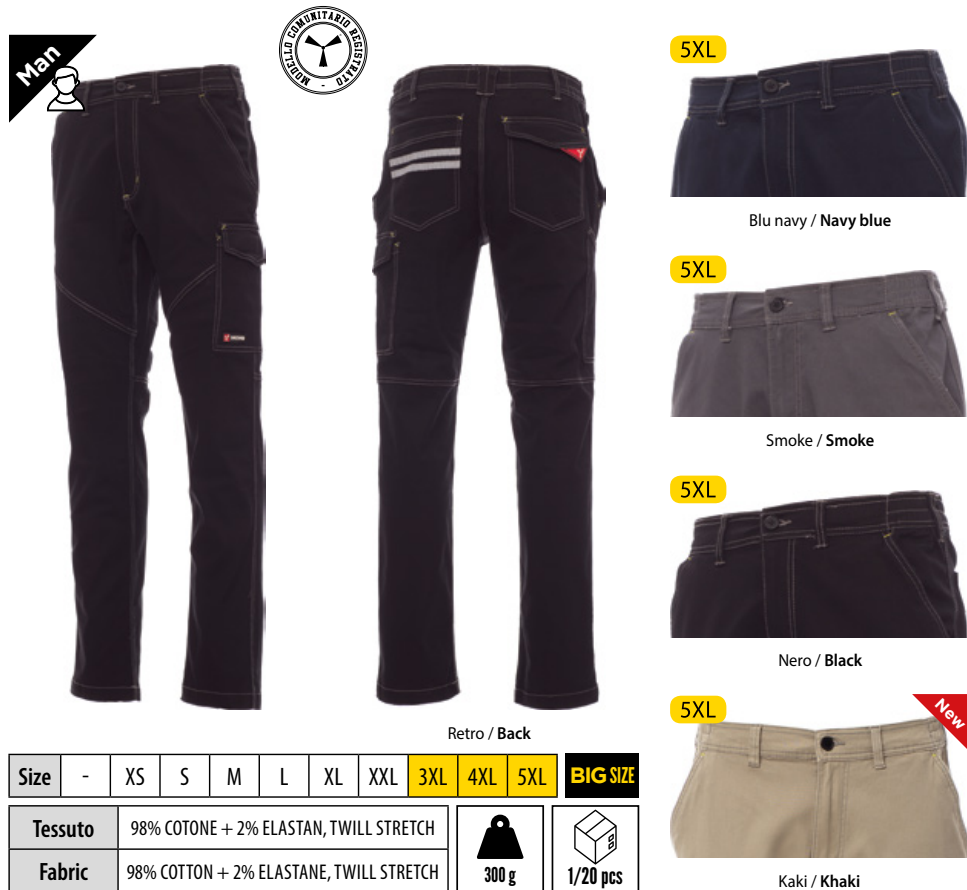 Man
MODELLO COMUNITARIO REGISTRATO
5XL
Blu navy / Navy blue
5XL
Smoke / Smoke
5XL
Nero / Black
5XL
New
Kaki / Khaki
Retro / Back
Size - XS S M L XL XXL 3XL 4XL 5XL BIG SIZE
Tessuto 98% COTONE + 2% ELASTAN, TWILL STRETCH
Fabric 98% COTTON + 2% ELASTANE, TWILL STRETCH
300 g
1/20 pcs